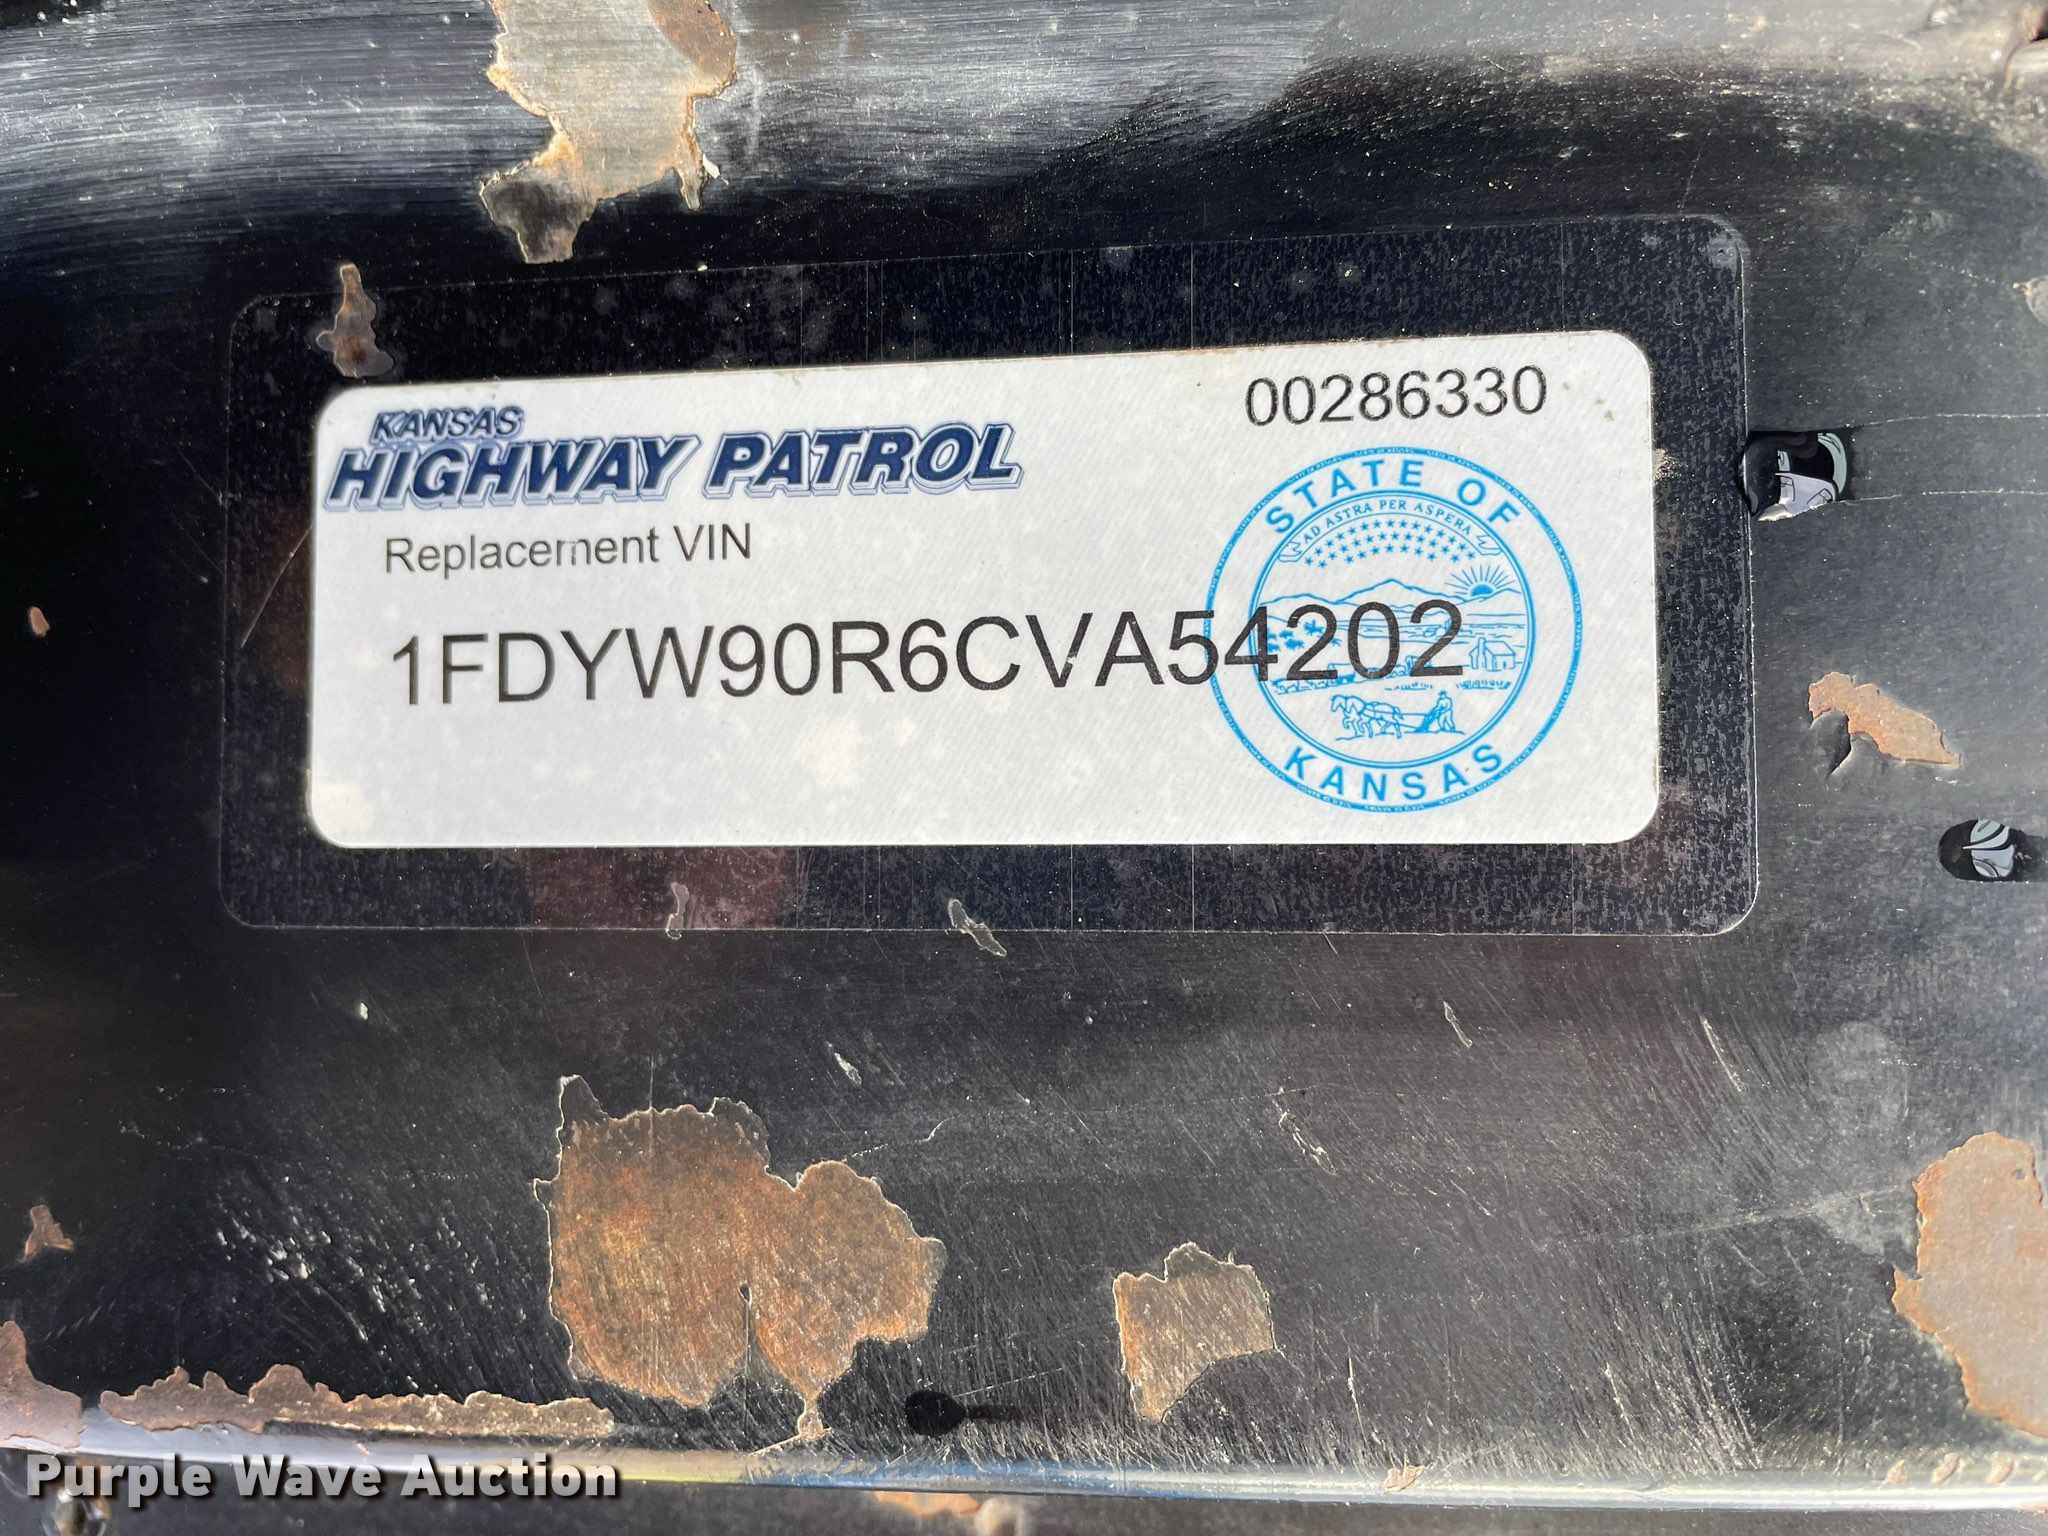 KANSAS
HIGHWAY PATROL
00286330
Replacement VIN
1FDYW90R6CVA54202
STATE OF
AD ASTRA PER ASPERA
KANSAS
Purple Wave Auction